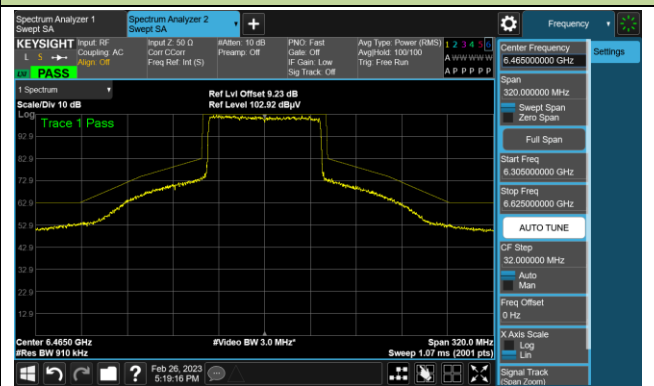 Spectrum Analyzer 1
Swept SA
Spectrum Analyzer 2
Swept SA
Frequency
KEYSIGHT
Input: RF
Coupling: AC
Align: Off
Input Z: 50 Ω
Corr CCorr
Freq Ref: Int (S)
#Atten: 10 dB
Preamp: Off
PNO: Fast
Gate: Off
IF Gain: Low
Sig Track: Off
Avg Type: Power (RMS)
Avg|Hold: 100/100
Trig: Free Run
1 2 3 4 5 6
A W W W W W
A P P P P P
L S
LXI PASS
1 Spectrum
Scale/Div 10 dB
Ref Lvl Offset 9.23 dB
Ref Level 102.92 dBµV
Log
Trace 1 Pass
92.9
82.9
72.9
62.9
52.9
42.9
32.9
22.9
12.9
Center 6.4650 GHz
#Res BW 910 kHz
#Video BW 3.0 MHz*
Span 320.0 MHz
Sweep 1.07 ms (2001 pts)
Feb 26, 2023
5:19:16 PM
Center Frequency
6.465000000 GHz
Settings
Span
320.000000 MHz
Swept Span
Zero Span
Full Span
Start Freq
6.305000000 GHz
Stop Freq
6.625000000 GHz
AUTO TUNE
CF Step
32.000000 MHz
Auto
Man
Freq Offset
0 Hz
X Axis Scale
Log
Lin
Signal Track
(Span Zoom)